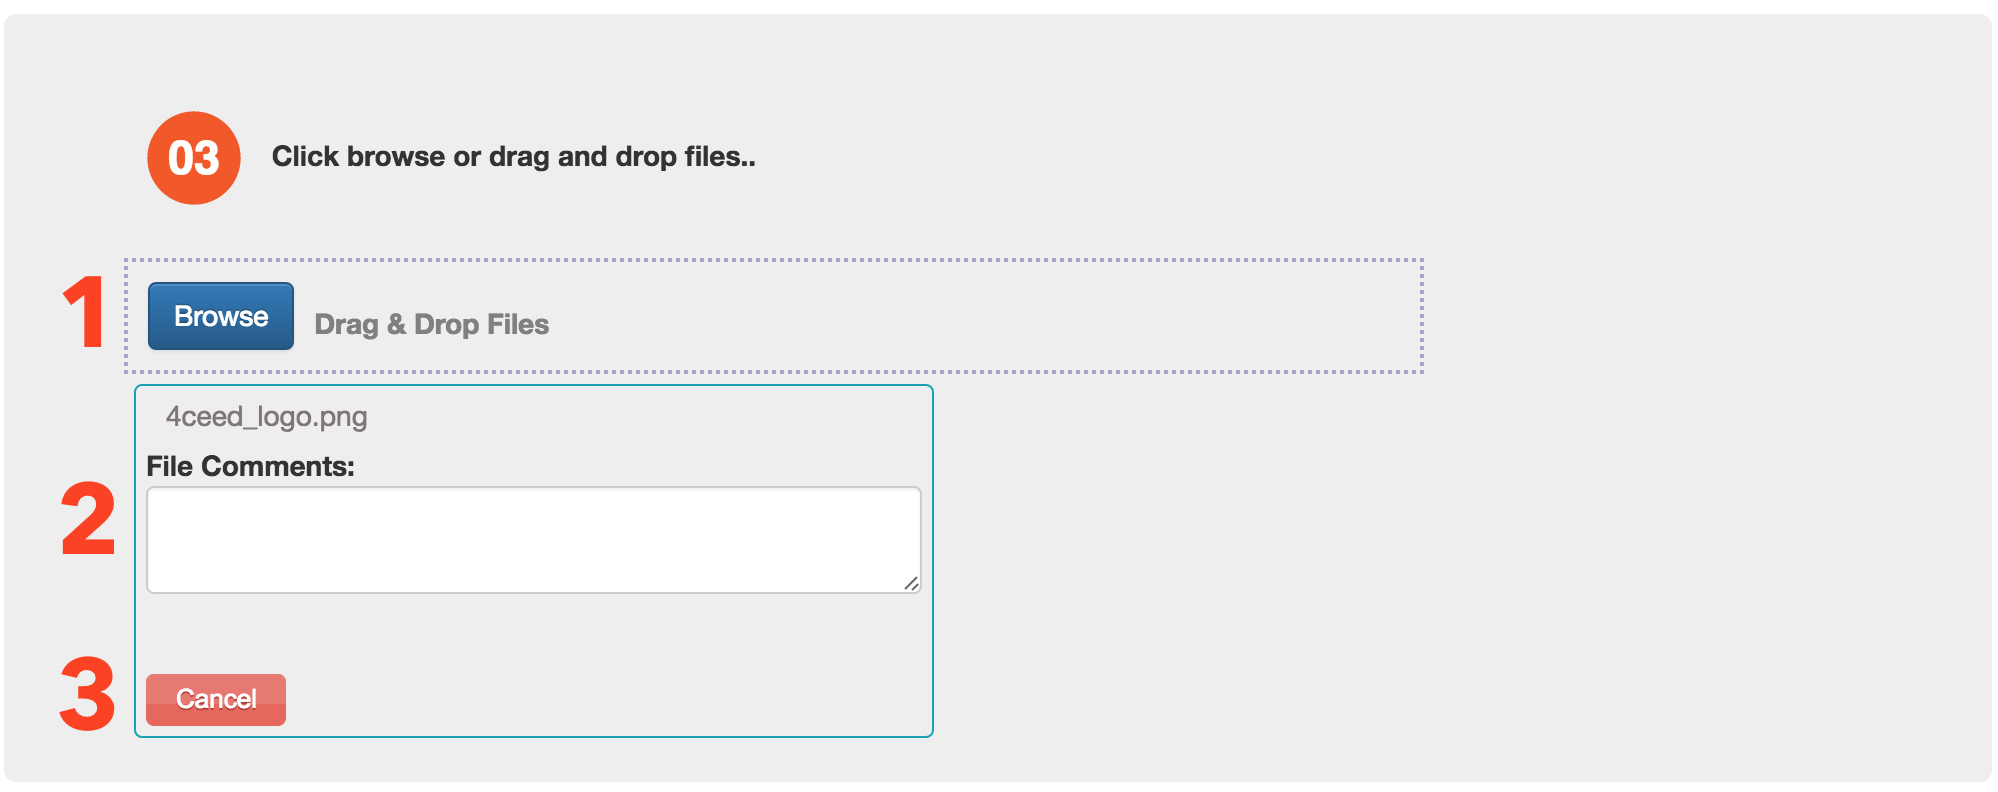 03 Click browse or drag and drop files..
1 Browse Drag & Drop Files
4ceed_logo.png
File Comments:
2
3 Cancel